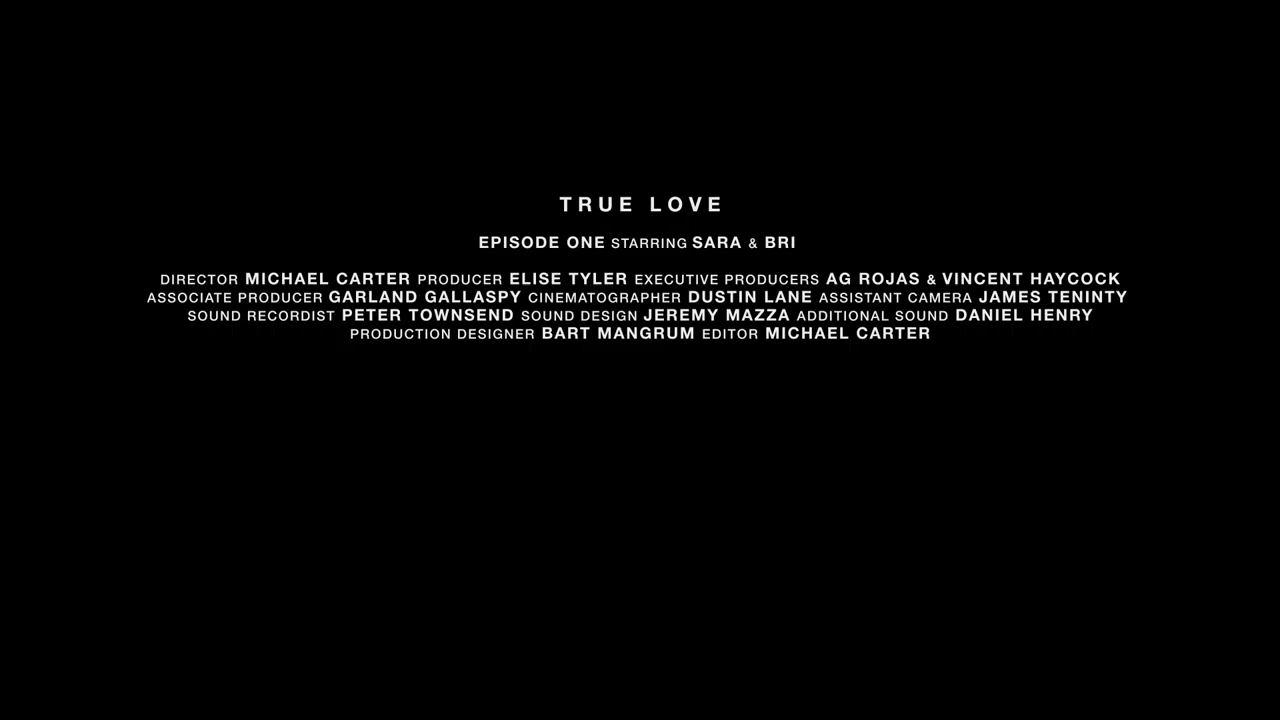 TRUE LOVE
EPISODE ONE STARRING SARA & BRI
DIRECTOR MICHAEL CARTER PRODUCER ELISE TYLER EXECUTIVE PRODUCERS AG ROJAS & VINCENT HAYCOCK
ASSOCIATE PRODUCER GARLAND GALLASPY CINEMATOGRAPHER DUSTIN LANE ASSISTANT CAMERA JAMES TENINTY
SOUND RECORDIST PETER TOWNSEND SOUND DESIGN JEREMY MAZZA ADDITIONAL SOUND DANIEL HENRY
PRODUCTION DESIGNER BART MANGRUM EDITOR MICHAEL CARTER